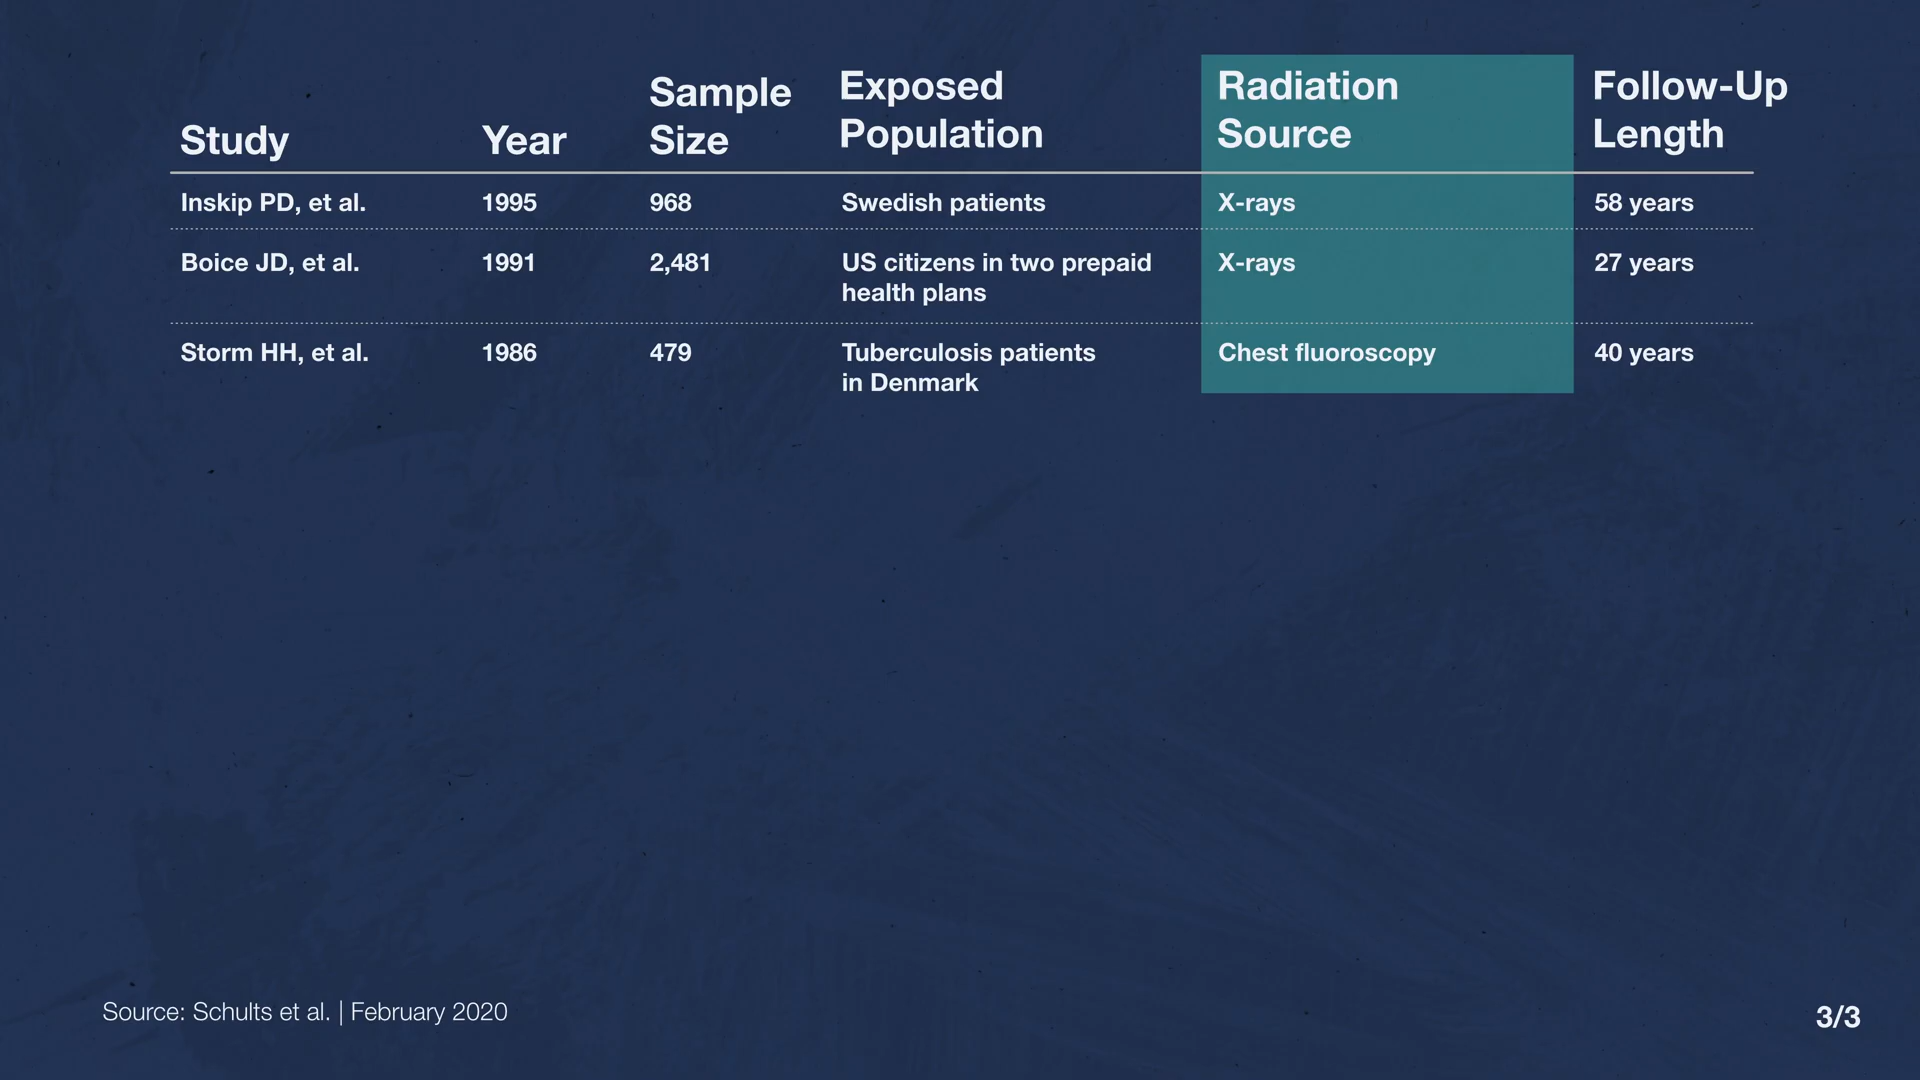 Study Year Sample Size Exposed Population Radiation Source Follow-Up Length
Inskip PD, et al. 1995 968 Swedish patients X-rays 58 years
Boice JD, et al. 1991 2,481 US citizens in two prepaid X-rays 27 years
health plans
Storm HH, et al. 1986 479 Tuberculosis patients Chest fluoroscopy 40 years
in Denmark
Source: Schults et al. | February 2020
3/3